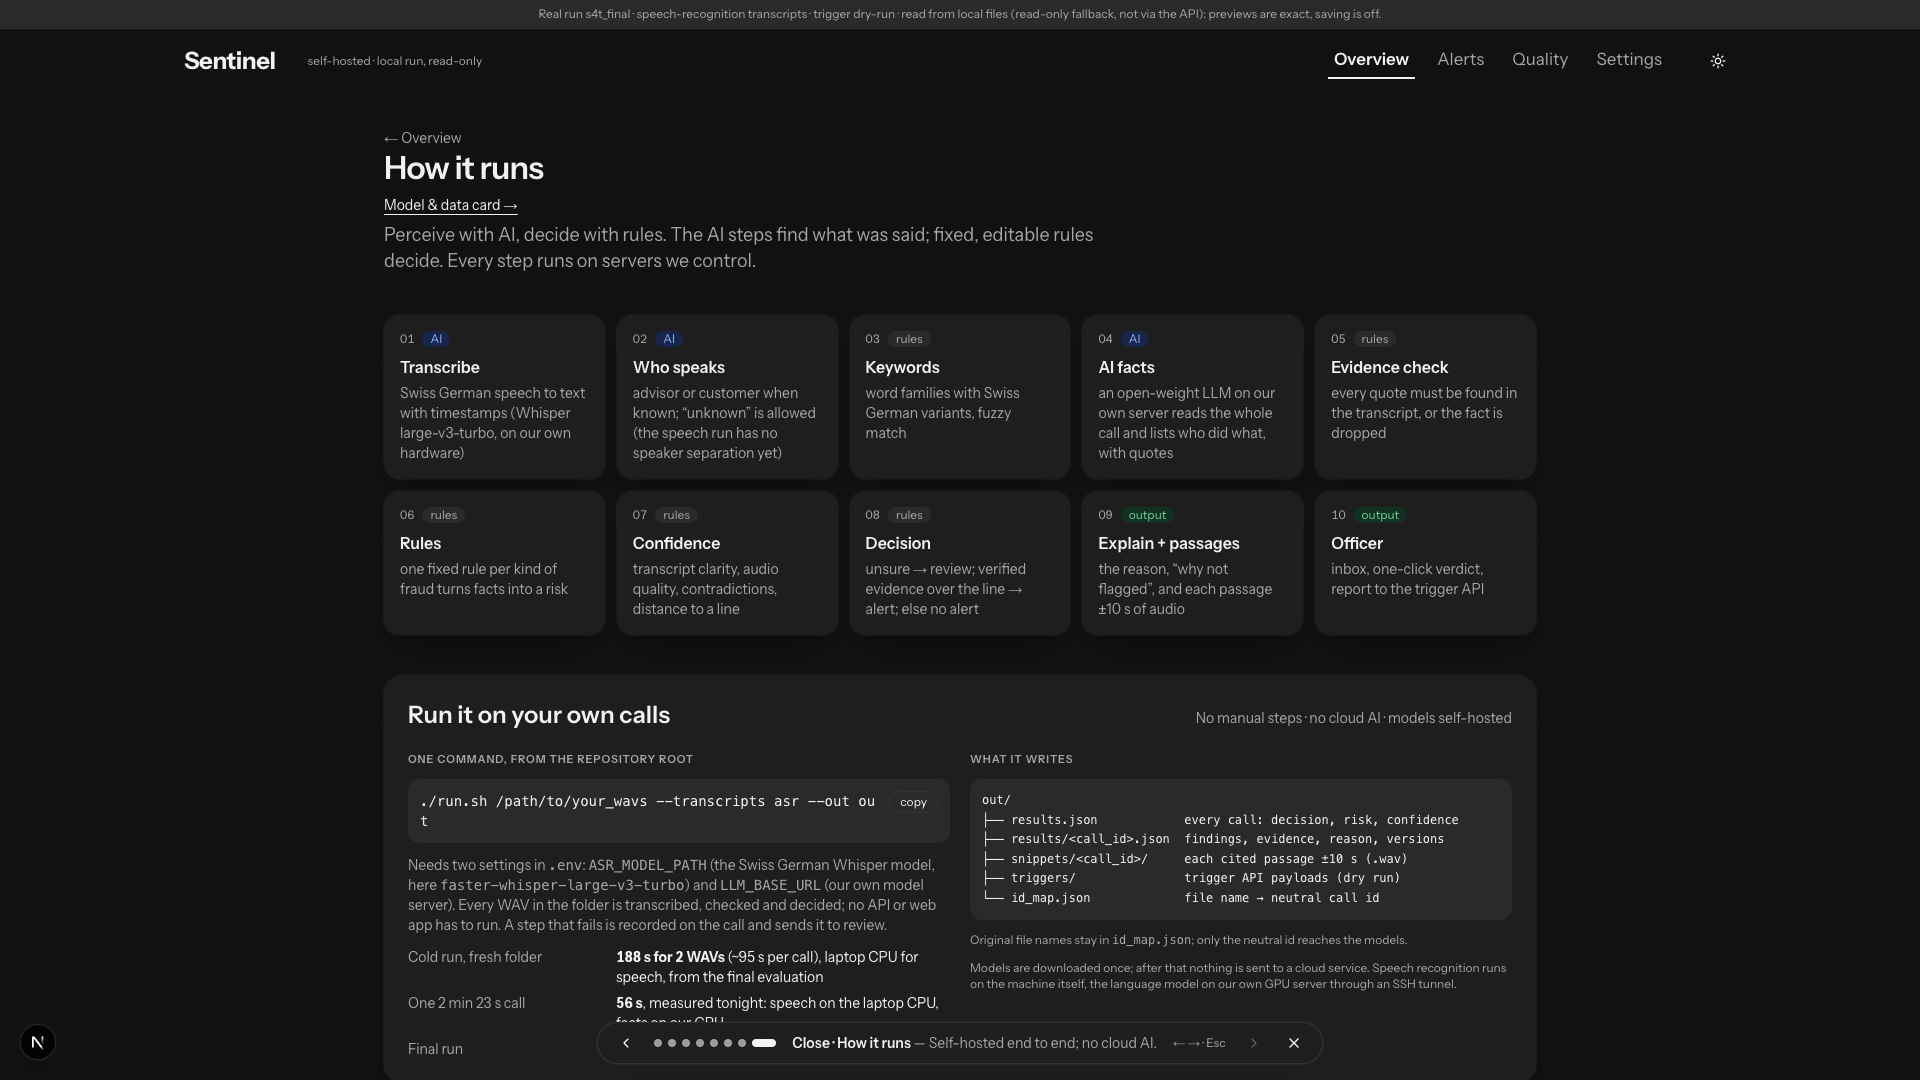 Real run s4t_final · speech-recognition transcripts · trigger dry-run · read from local files (read-only fallback, not via the API): previews are exact, saving is off.
Sentinel
self-hosted · local run, read-only
Overview
Alerts
Quality
Settings
← Overview
How it runs
Model & data card →
Perceive with AI, decide with rules. The AI steps find what was said; fixed, editable rules
decide. Every step runs on servers we control.
01 AI
Transcribe
Swiss German speech to text
with timestamps (Whisper
large-v3-turbo, on our own
hardware)
02 AI
Who speaks
advisor or customer when
known; “unknown” is allowed
(the speech run has no
speaker separation yet)
03 rules
Keywords
word families with Swiss
German variants, fuzzy
match
04 AI
AI facts
an open-weight LLM on our
own server reads the whole
call and lists who did what,
with quotes
05 rules
Evidence check
every quote must be found in
the transcript, or the fact is
dropped
06 rules
Rules
one fixed rule per kind of
fraud turns facts into a risk
07 rules
Confidence
transcript clarity, audio
quality, contradictions,
distance to a line
08 rules
Decision
unsure → review; verified
evidence over the line →
alert; else no alert
09 output
Explain + passages
the reason, “why not
flagged”, and each passage
±10 s of audio
10 output
Officer
inbox, one-click verdict,
report to the trigger API
Run it on your own calls
No manual steps · no cloud AI · models self-hosted
ONE COMMAND, FROM THE REPOSITORY ROOT
./run.sh /path/to/your_wavs --transcripts asr --out ou
t
copy
Needs two settings in .env: ASR_MODEL_PATH (the Swiss German Whisper model,
here faster-whisper-large-v3-turbo) and LLM_BASE_URL (our own model
server). Every WAV in the folder is transcribed, checked and decided; no API or web
app has to run. A step that fails is recorded on the call and sends it to review.
Cold run, fresh folder
188 s for 2 WAVs (~95 s per call), laptop CPU for
speech, from the final evaluation
One 2 min 23 s call
56 s, measured tonight: speech on the laptop CPU,
facts on our GPU
Final run
WHAT IT WRITES
out/
├── results.json every call: decision, risk, confidence
├── results/<call_id>.json findings, evidence, reason, versions
├── snippets/<call_id>/ each cited passage ±10 s (.wav)
├── triggers/ trigger API payloads (dry run)
└── id_map.json file name → neutral call id
Original file names stay in id_map.json; only the neutral id reaches the models.
Models are downloaded once; after that nothing is sent to a cloud service. Speech recognition runs
on the machine itself, the language model on our own GPU server through an SSH tunnel.
N
Close · How it runs — Self-hosted end to end; no cloud AI. ←→ · Esc